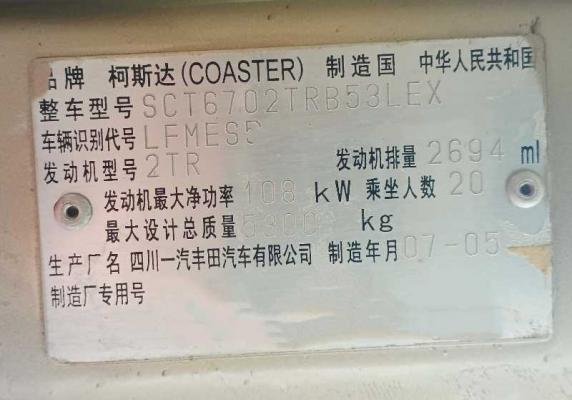 品牌 柯斯达(COASTER) 制造国 中华人民共和国
整车型号 SCT6702TRB53LEX
车辆识别代号 LFMES5
发动机型号 2TR 发动机排量 2694 ml
发动机最大净功率 108 kW 乘坐人数 20
最大设计总质量 5300 kg
生产厂名 四川一汽丰田汽车有限公司 制造年月 07-05
制造厂专用号